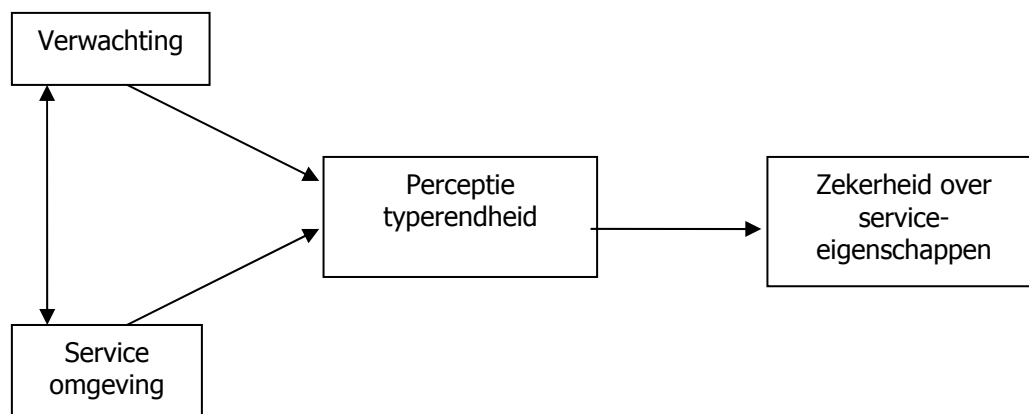 Verwachting
Perceptie
typerendheid
Zekerheid over
service-
eigenschappen
Service
omgeving